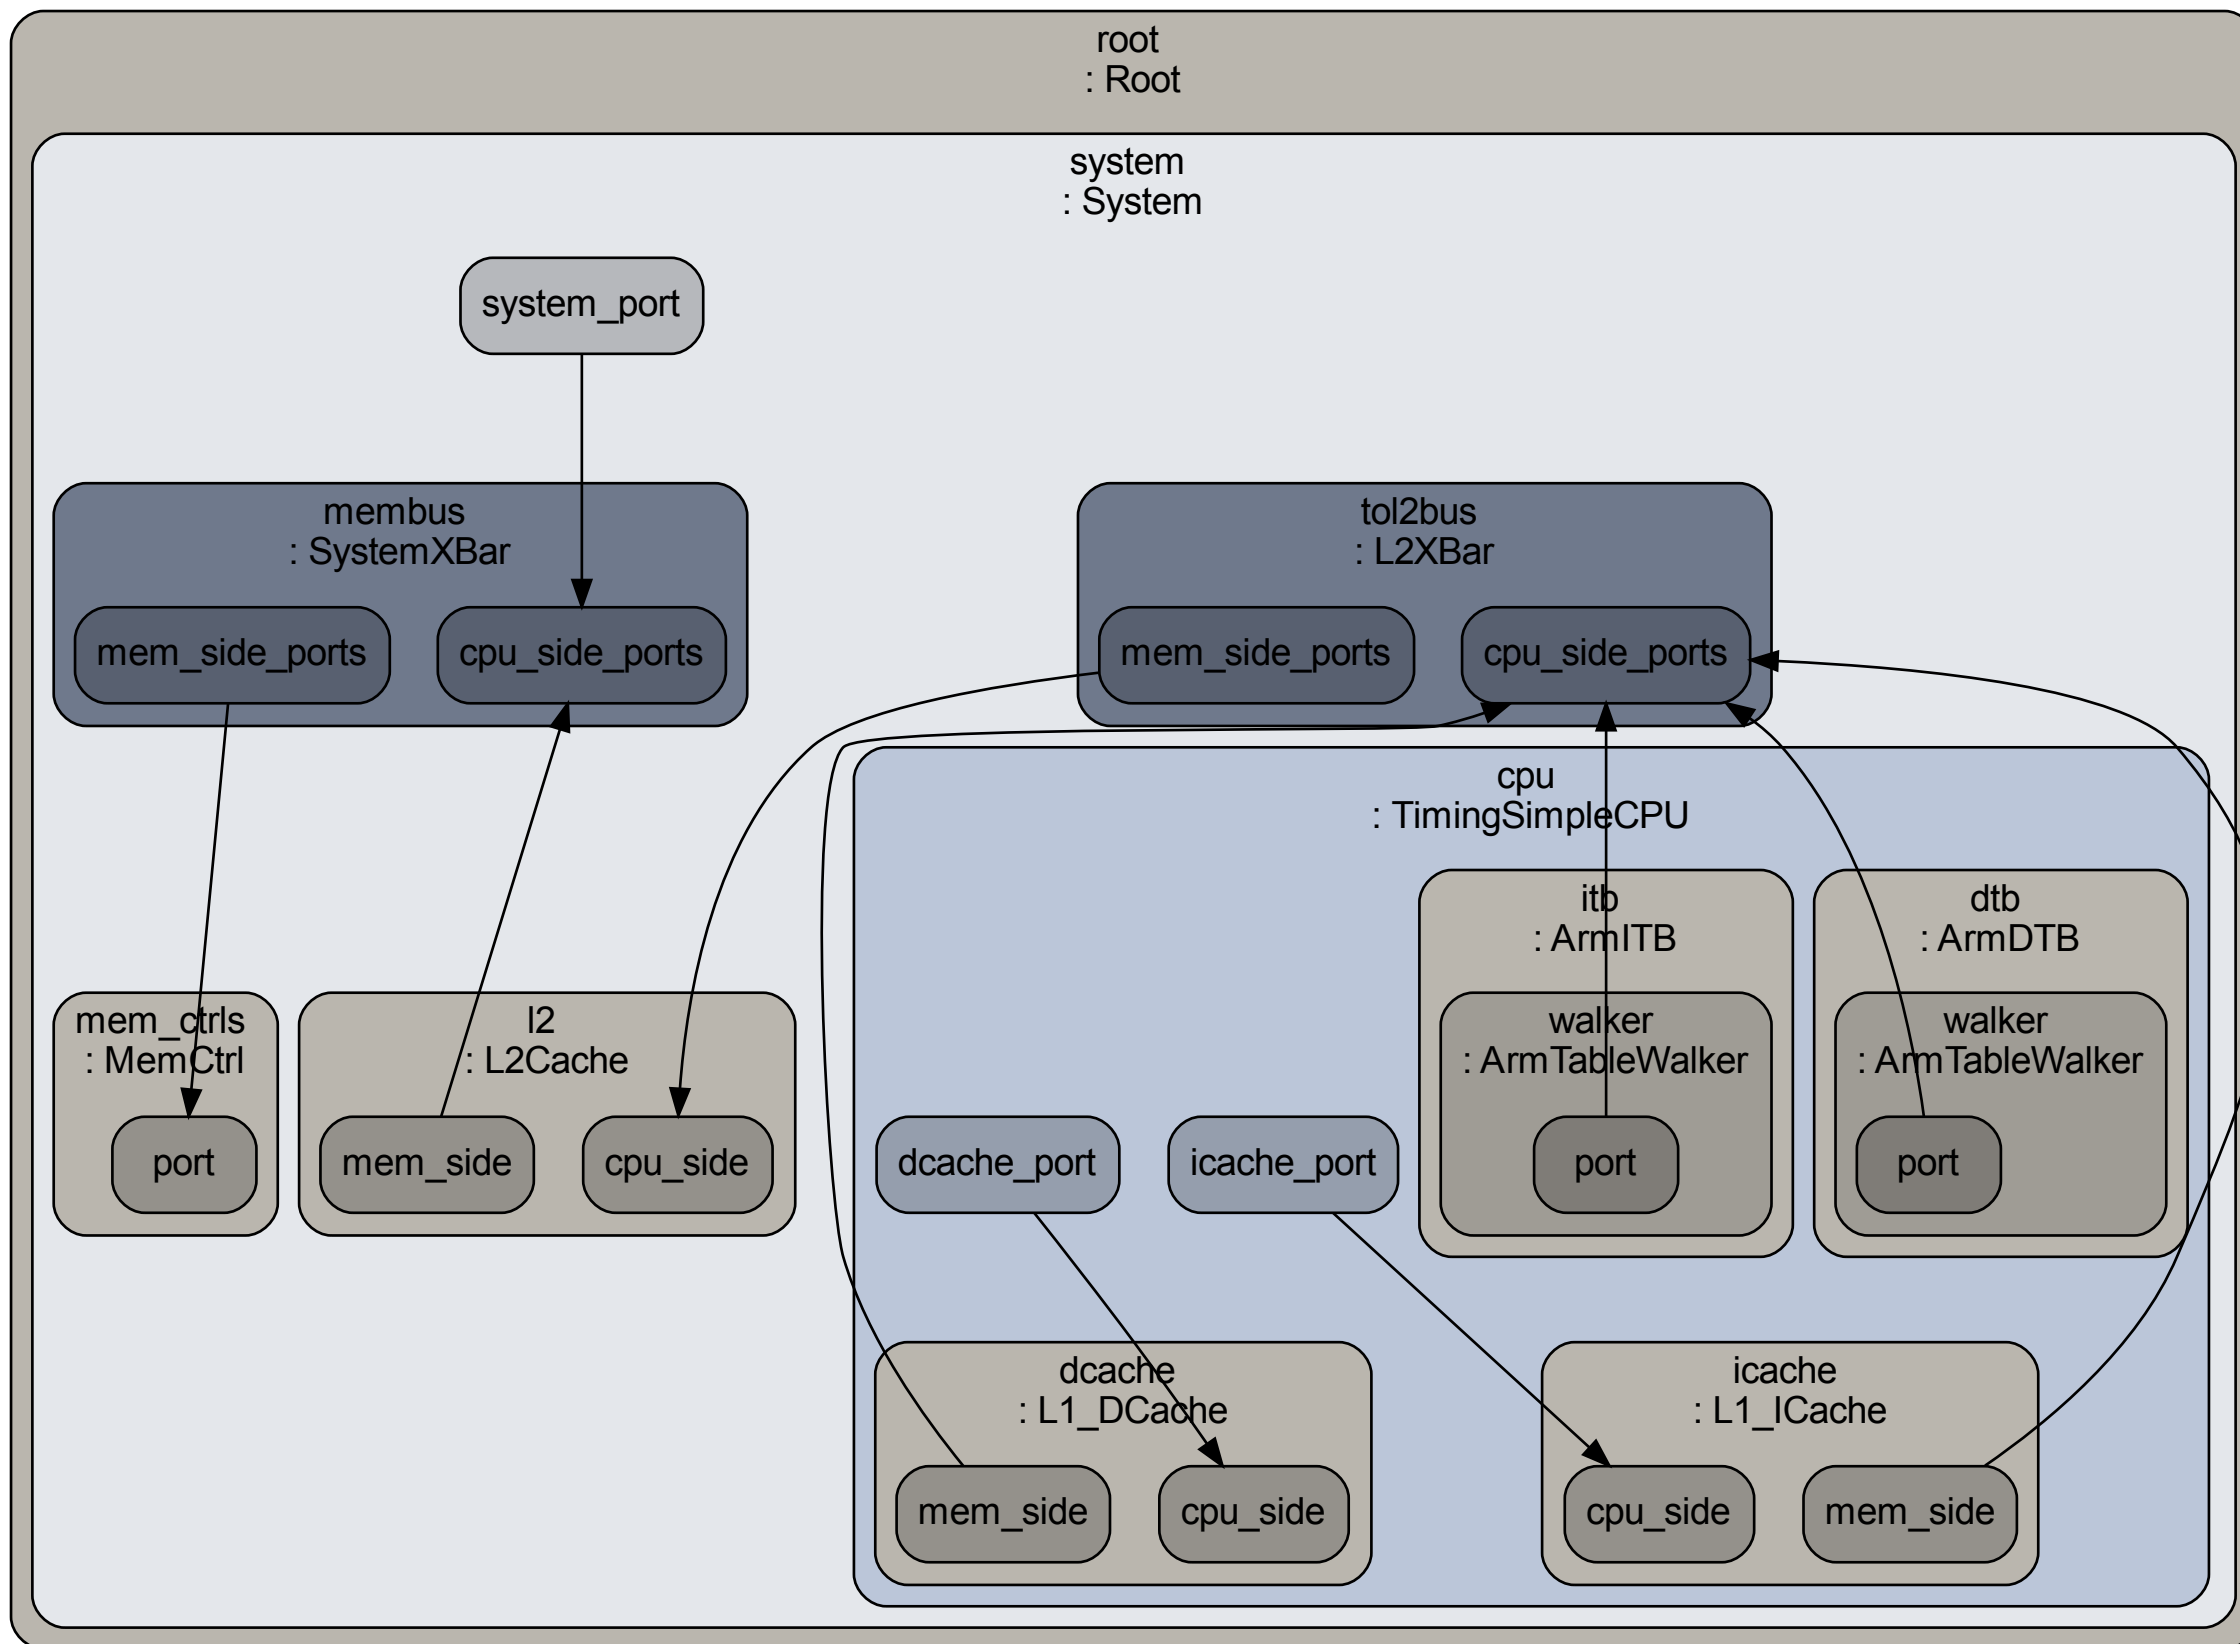 root
: Root
system
: System
system_port
membus
: SystemXBar
mem_side_ports
cpu_side_ports
tol2bus
: L2XBar
mem_side_ports
cpu_side_ports
mem_ctrls
: MemCtrl
port
l2
: L2Cache
mem_side
cpu_side
cpu
: TimingSimpleCPU
dcache_port
icache_port
itb
: ArmITB
walker
: ArmTableWalker
port
dtb
: ArmDTB
walker
: ArmTableWalker
port
dcache
: L1_DCache
mem_side
cpu_side
icache
: L1_ICache
cpu_side
mem_side